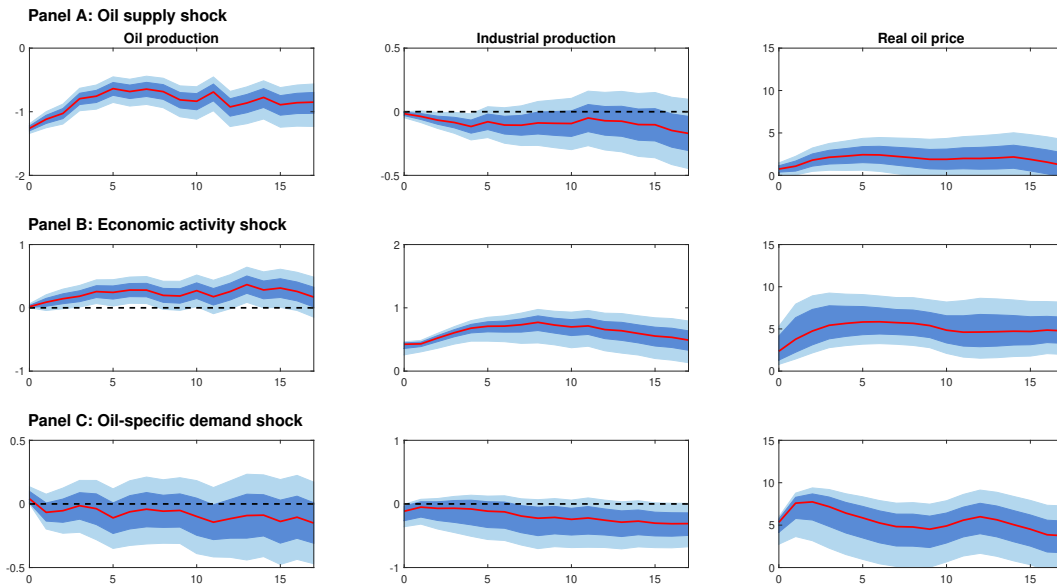 Panel A: Oil supply shock
Oil production
Industrial production
Real oil price
0
-1
-2
0 5 10 15
0.5
0
-0.5
0 5 10 15
15
10
5
0
0 5 10 15
Panel B: Economic activity shock
1
0
-1
0 5 10 15
2
1
0
0 5 10 15
15
10
5
0
0 5 10 15
Panel C: Oil-specific demand shock
0.5
0
-0.5
0 5 10 15
1
0
-1
0 5 10 15
15
10
5
0
0 5 10 15